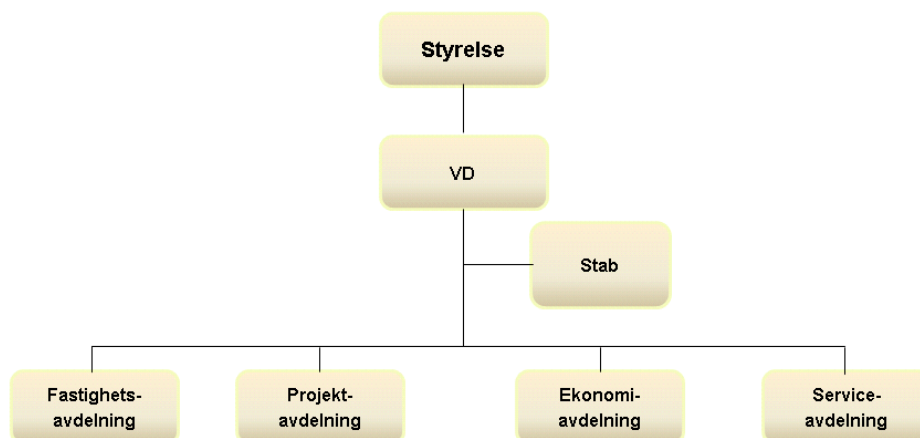 Styrelse
VD
Stab
Fastighets-
avdelning
Projekt-
avdelning
Ekonomi-
avdelning
Service-
avdelning